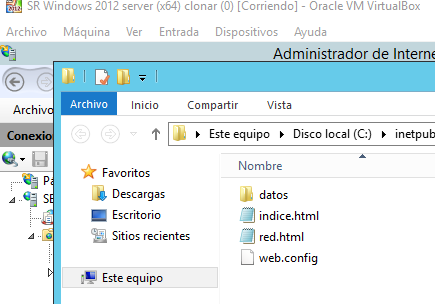 SR Windows 2012 server (x64) clonar (0) [Corriendo] - Oracle VM VirtualBox
Archivo Máquina Ver Entrada Dispositivos Ayuda
Administrador de Interne
Archivo Inicio Compartir Vista
Archivo
Este equipo Disco local (C:) inetpub
Conexion
Nombre
Favoritos
Descargas
Escritorio
Sitios recientes
Este equipo
datos
indice.html
red.html
web.config
Pa
SE